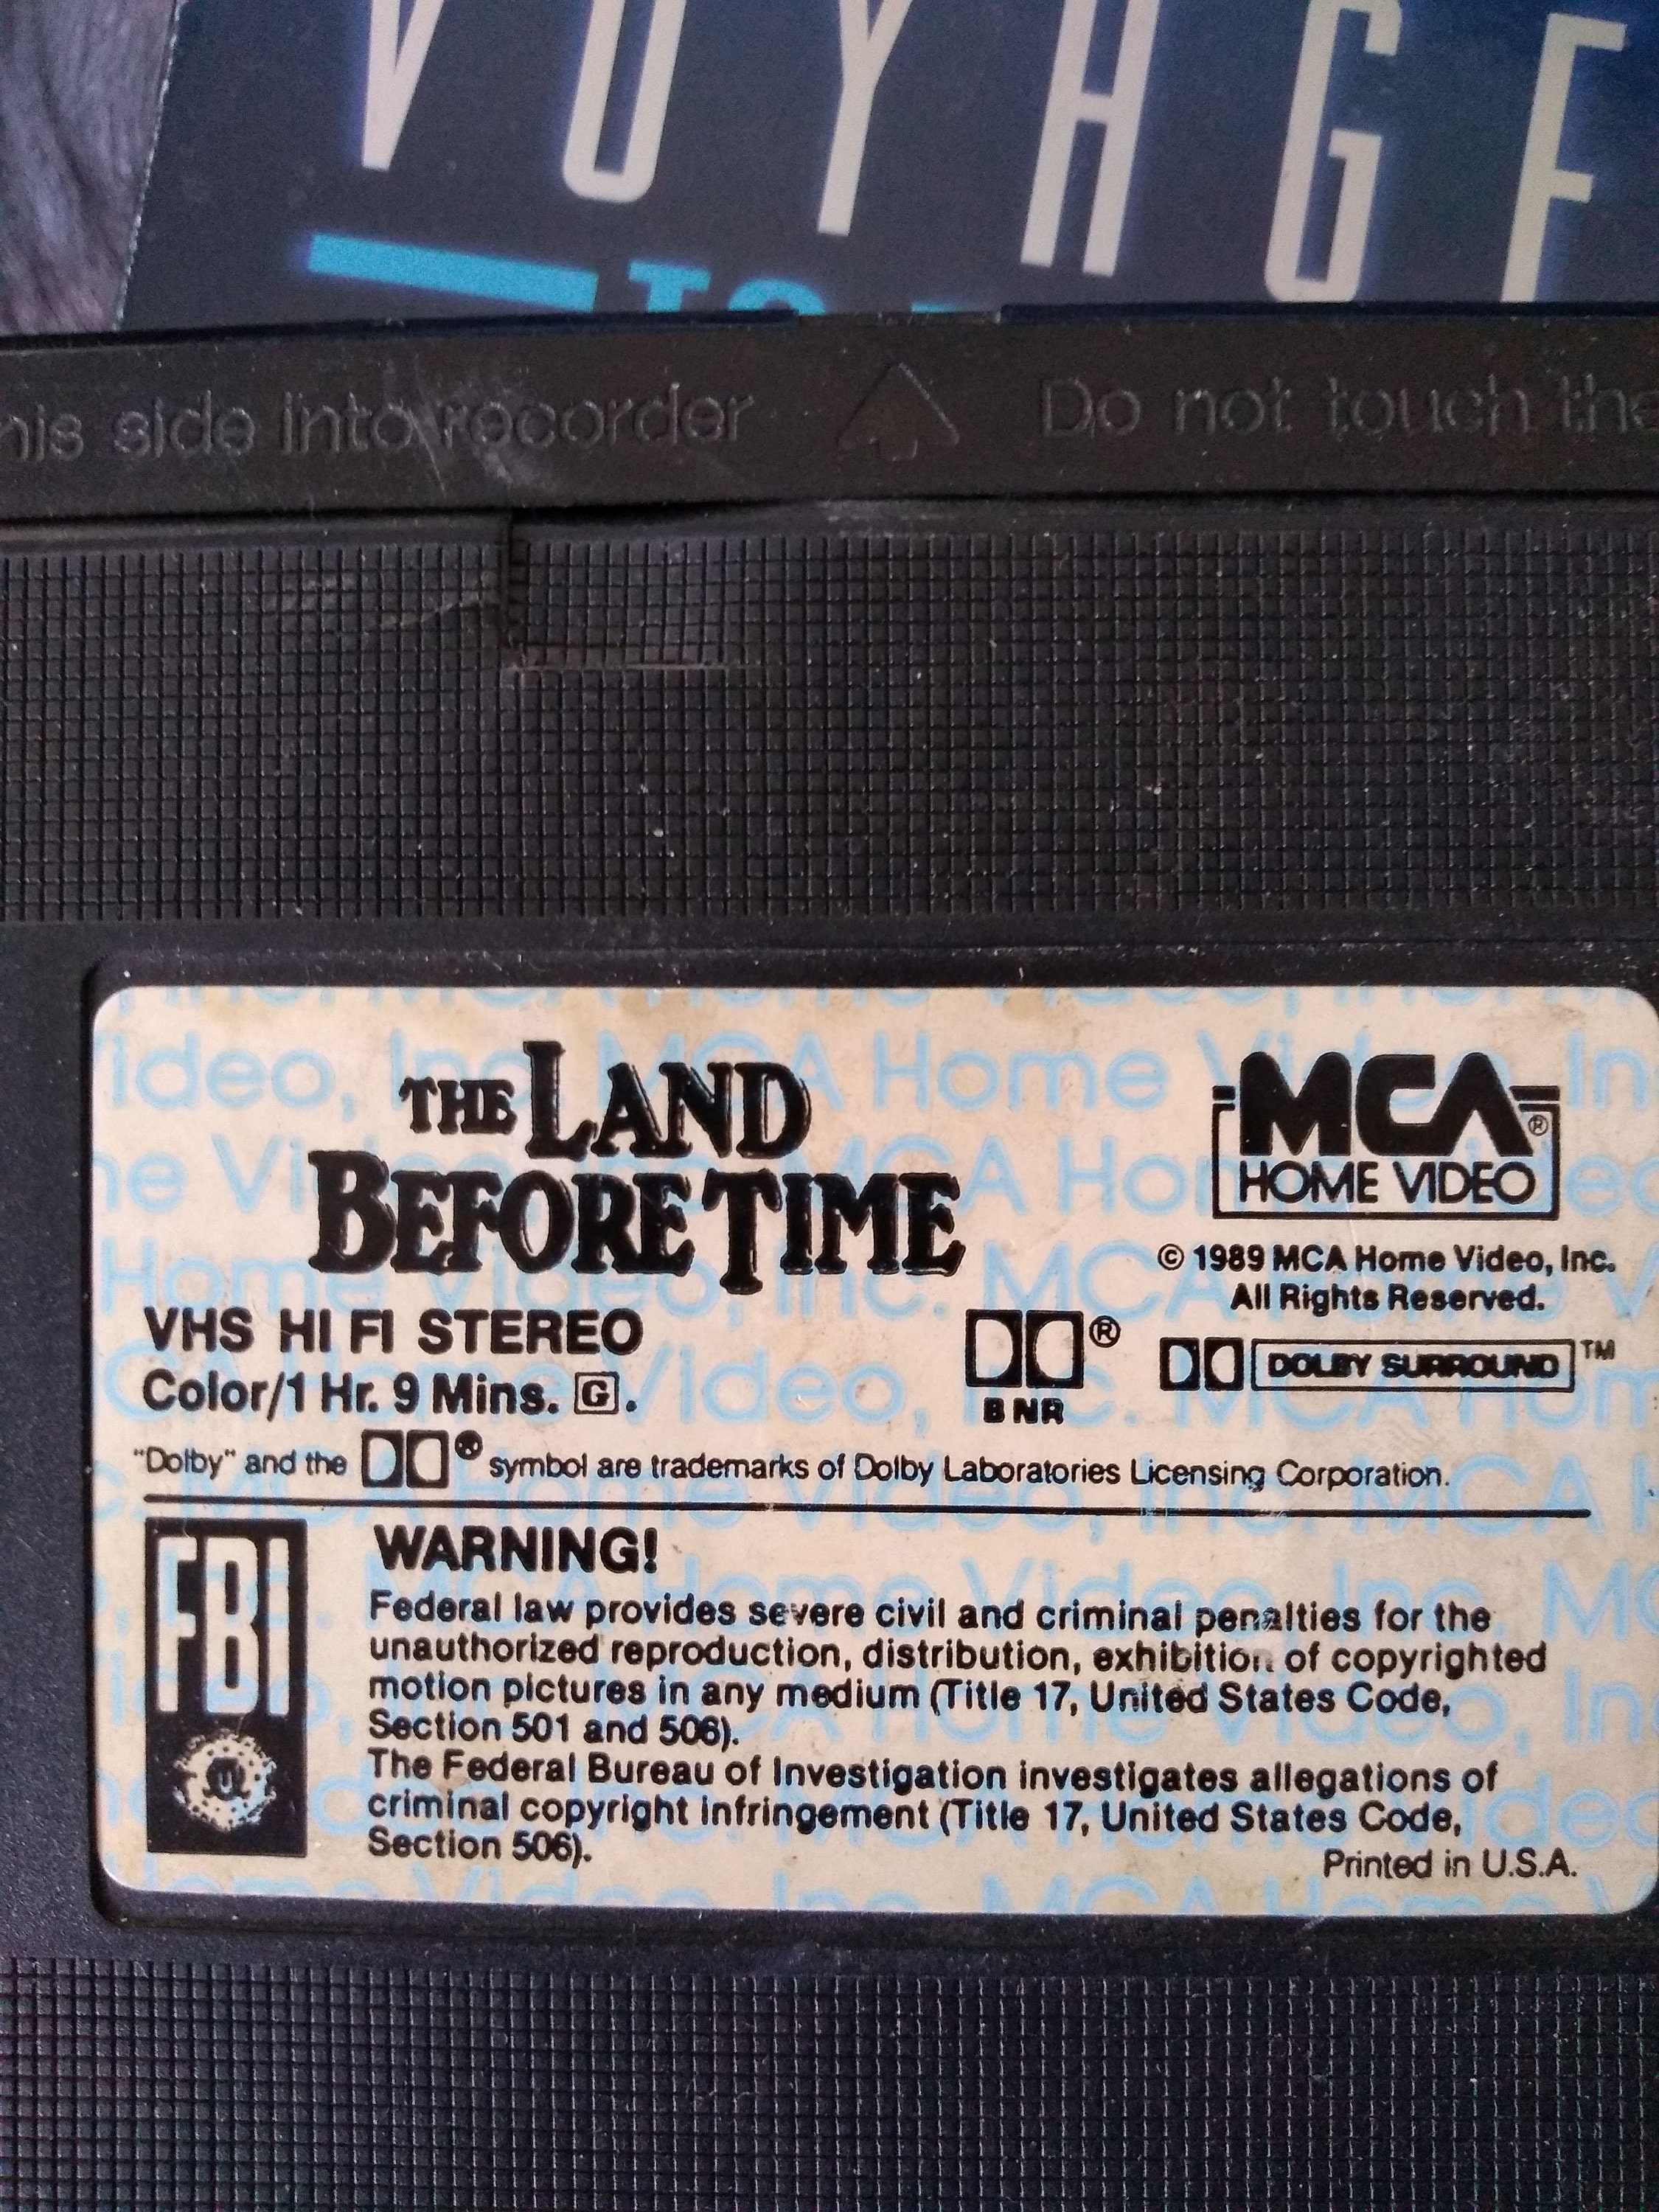 VOYAGE
TO
his side into recorder Do not touch the
THE LAND
BEFORE TIME
MCA®
HOME VIDEO
© 1989 MCA Home Video, Inc.
All Rights Reserved.
VHS HI FI STEREO
Color/1 Hr. 9 Mins. G.
®
B NR
DOLBY SURROUND ™
"Dolby" and the ® symbol are trademarks of Dolby Laboratories Licensing Corporation.
FBI
WARNING!
Federal law provides severe civil and criminal penalties for the
unauthorized reproduction, distribution, exhibition of copyrighted
motion pictures in any medium (Title 17, United States Code,
Section 501 and 506).
The Federal Bureau of Investigation investigates allegations of
criminal copyright infringement (Title 17, United States Code,
Section 506).
Printed in U.S.A.